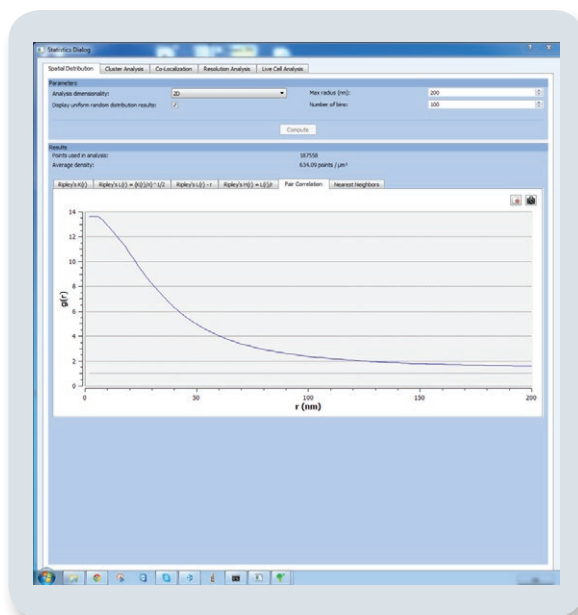 Statistics Dialog
Spatial Distribution Cluster Analysis Co-Localization Resolution Analysis Live Cell Analysis
Parameters
Analysis dimensionality: 2D Max radius (nm): 200
Display uniform random distribution results: Number of bins: 100
Compute
Results
Points used in analysis: 187558
Average density: 634.09 points / µm²
Ripley's K(r) Ripley's L(r) = (K(r)/π)^1/2 Ripley's L(r) - r Ripley's H(r) = L(r)/r Pair Correlation Nearest Neighbors
14
12
10
8
6
4
2
0
g(r)
0 50 100 150 200
r (nm)